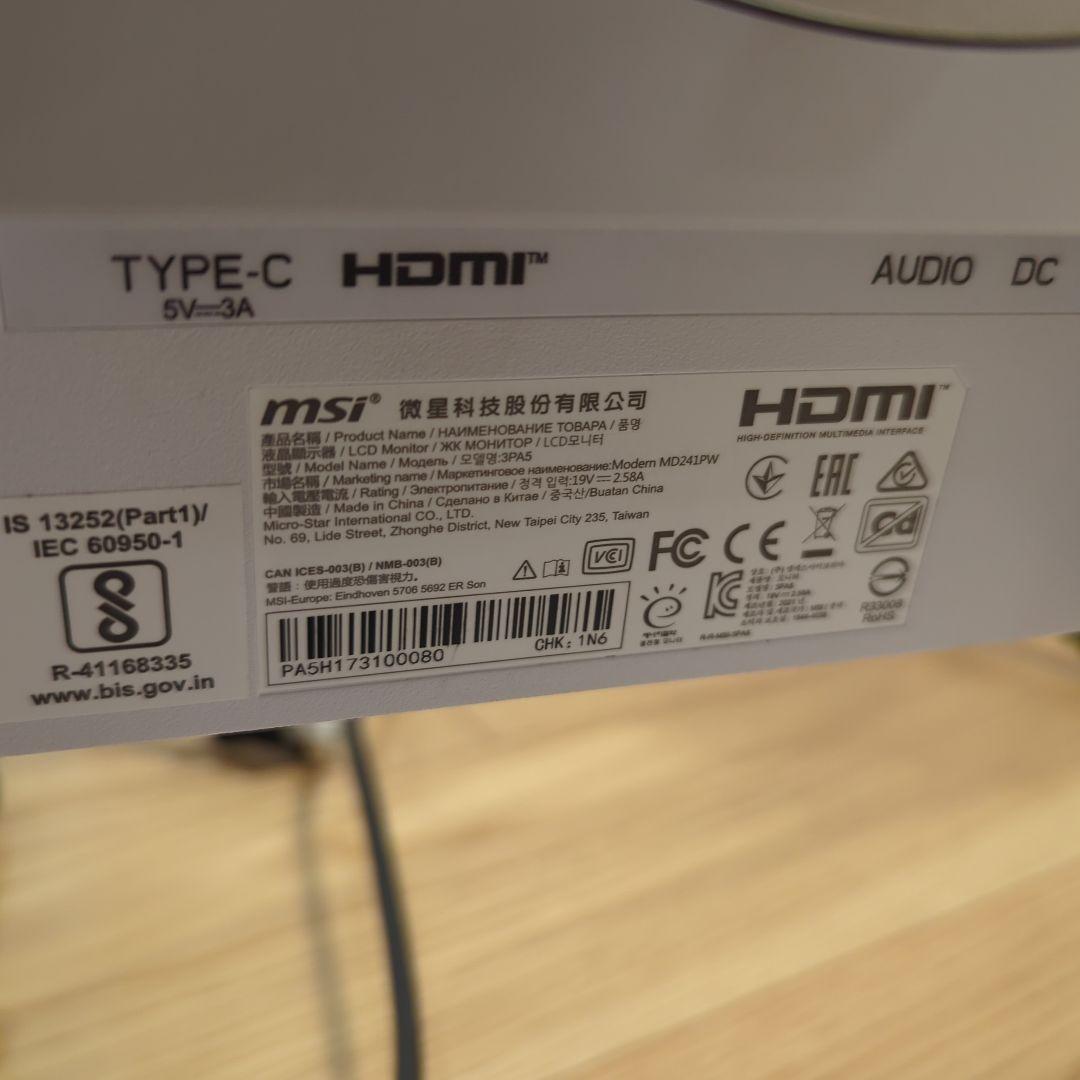 TYPE-C
5V⎓3A
HDMI™
AUDIO
DC
msi® 微星科技股份有限公司
產品名稱 / Product Name / НАИМЕНОВАНИЕ ТОВАРА / 품명
液晶顯示器 / LCD Monitor / ЖК МОНИТОР / LCD모니터
型號 / Model Name / Модель / 모델명:3PA5
市場名稱 / Marketing name / Маркетинговое наименование:Modern MD241PW
輸入電壓電流 / Rating / Электропитание / 정격 입력:19V⎓2.58A
中國製造 / Made in China / Сделано в Китае / 중국산/Buatan China
Micro-Star International CO., LTD.
No. 69, Lide Street, Zhonghe District, New Taipei City 235, Taiwan
CAN ICES-003(B) / NMB-003(B)
警語：使用過度恐傷害視力。
MSI-Europe: Eindhoven 5706 5692 ER Son
PA5H173100080
CHK: 1N6
HDMI™
HIGH-DEFINITION MULTIMEDIA INTERFACE
EAC
Cd
VCI
FC CE
R33008
RoHS
R-R-MSI-3PA5
IS 13252(Part1)/
IEC 60950-1
R-41168335
www.bis.gov.in